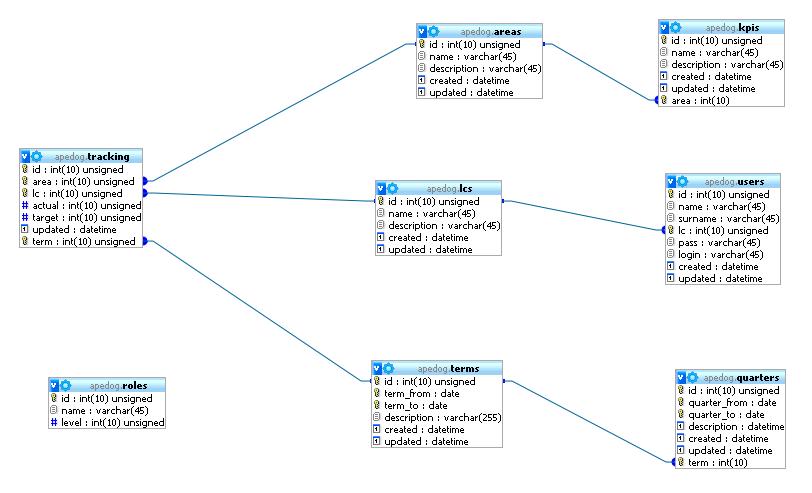 apedog.areas
id : int(10) unsigned
name : varchar(45)
description : varchar(45)
created : datetime
updated : datetime
apedog.kpis
id : int(10) unsigned
name : varchar(45)
description : varchar(45)
created : datetime
updated : datetime
area : int(10)
apedog.tracking
id : int(10) unsigned
area : int(10) unsigned
lc : int(10) unsigned
actual : int(10) unsigned
target : int(10) unsigned
updated : datetime
term : int(10) unsigned
apedog.lcs
id : int(10) unsigned
name : varchar(45)
description : varchar(45)
created : datetime
updated : datetime
apedog.users
id : int(10) unsigned
name : varchar(45)
surname : varchar(45)
lc : int(10) unsigned
pass : varchar(45)
login : varchar(45)
created : datetime
updated : datetime
apedog.roles
id : int(10) unsigned
name : varchar(45)
level : int(10) unsigned
apedog.terms
id : int(10) unsigned
term_from : date
term_to : date
description : varchar(255)
created : datetime
updated : datetime
apedog.quarters
id : int(10) unsigned
quarter_from : date
quarter_to : date
description : datetime
created : datetime
updated : datetime
term : int(10)